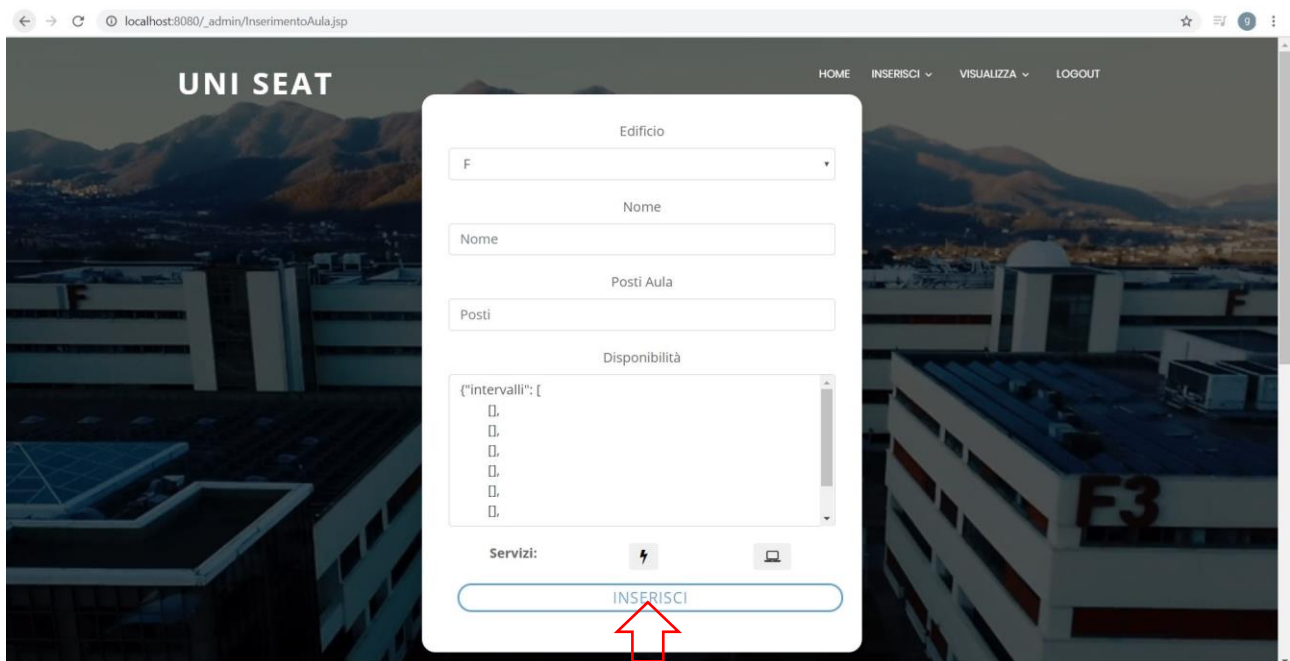 localhost:8080/_admin/InserimentoAula.jsp
g
UNI SEAT
HOME INSERISCI VISUALIZZA LOGOUT
Edificio
F
Nome
Nome
Posti Aula
Posti
Disponibilità
{"intervalli": [
[],
[],
[],
[],
[],
[],
Servizi:
INSERISCI
F
F
F3